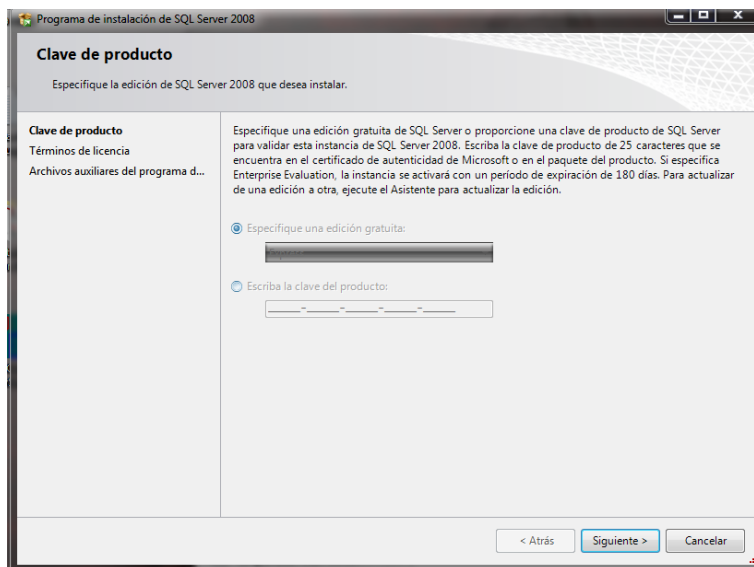 Programa de instalación de SQL Server 2008
Clave de producto
Especifique la edición de SQL Server 2008 que desea instalar.
Clave de producto
Términos de licencia
Archivos auxiliares del programa d...
Especifique una edición gratuita de SQL Server o proporcione una clave de producto de SQL Server
para validar esta instancia de SQL Server 2008. Escriba la clave de producto de 25 caracteres que se
encuentra en el certificado de autenticidad de Microsoft o en el paquete del producto. Si especifica
Enterprise Evaluation, la instancia se activará con un período de expiración de 180 días. Para actualizar
de una edición a otra, ejecute el Asistente para actualizar la edición.
Especifique una edición gratuita:
Escriba la clave del producto:
_____-_____-_____-_____-_____
< Atrás
Siguiente >
Cancelar